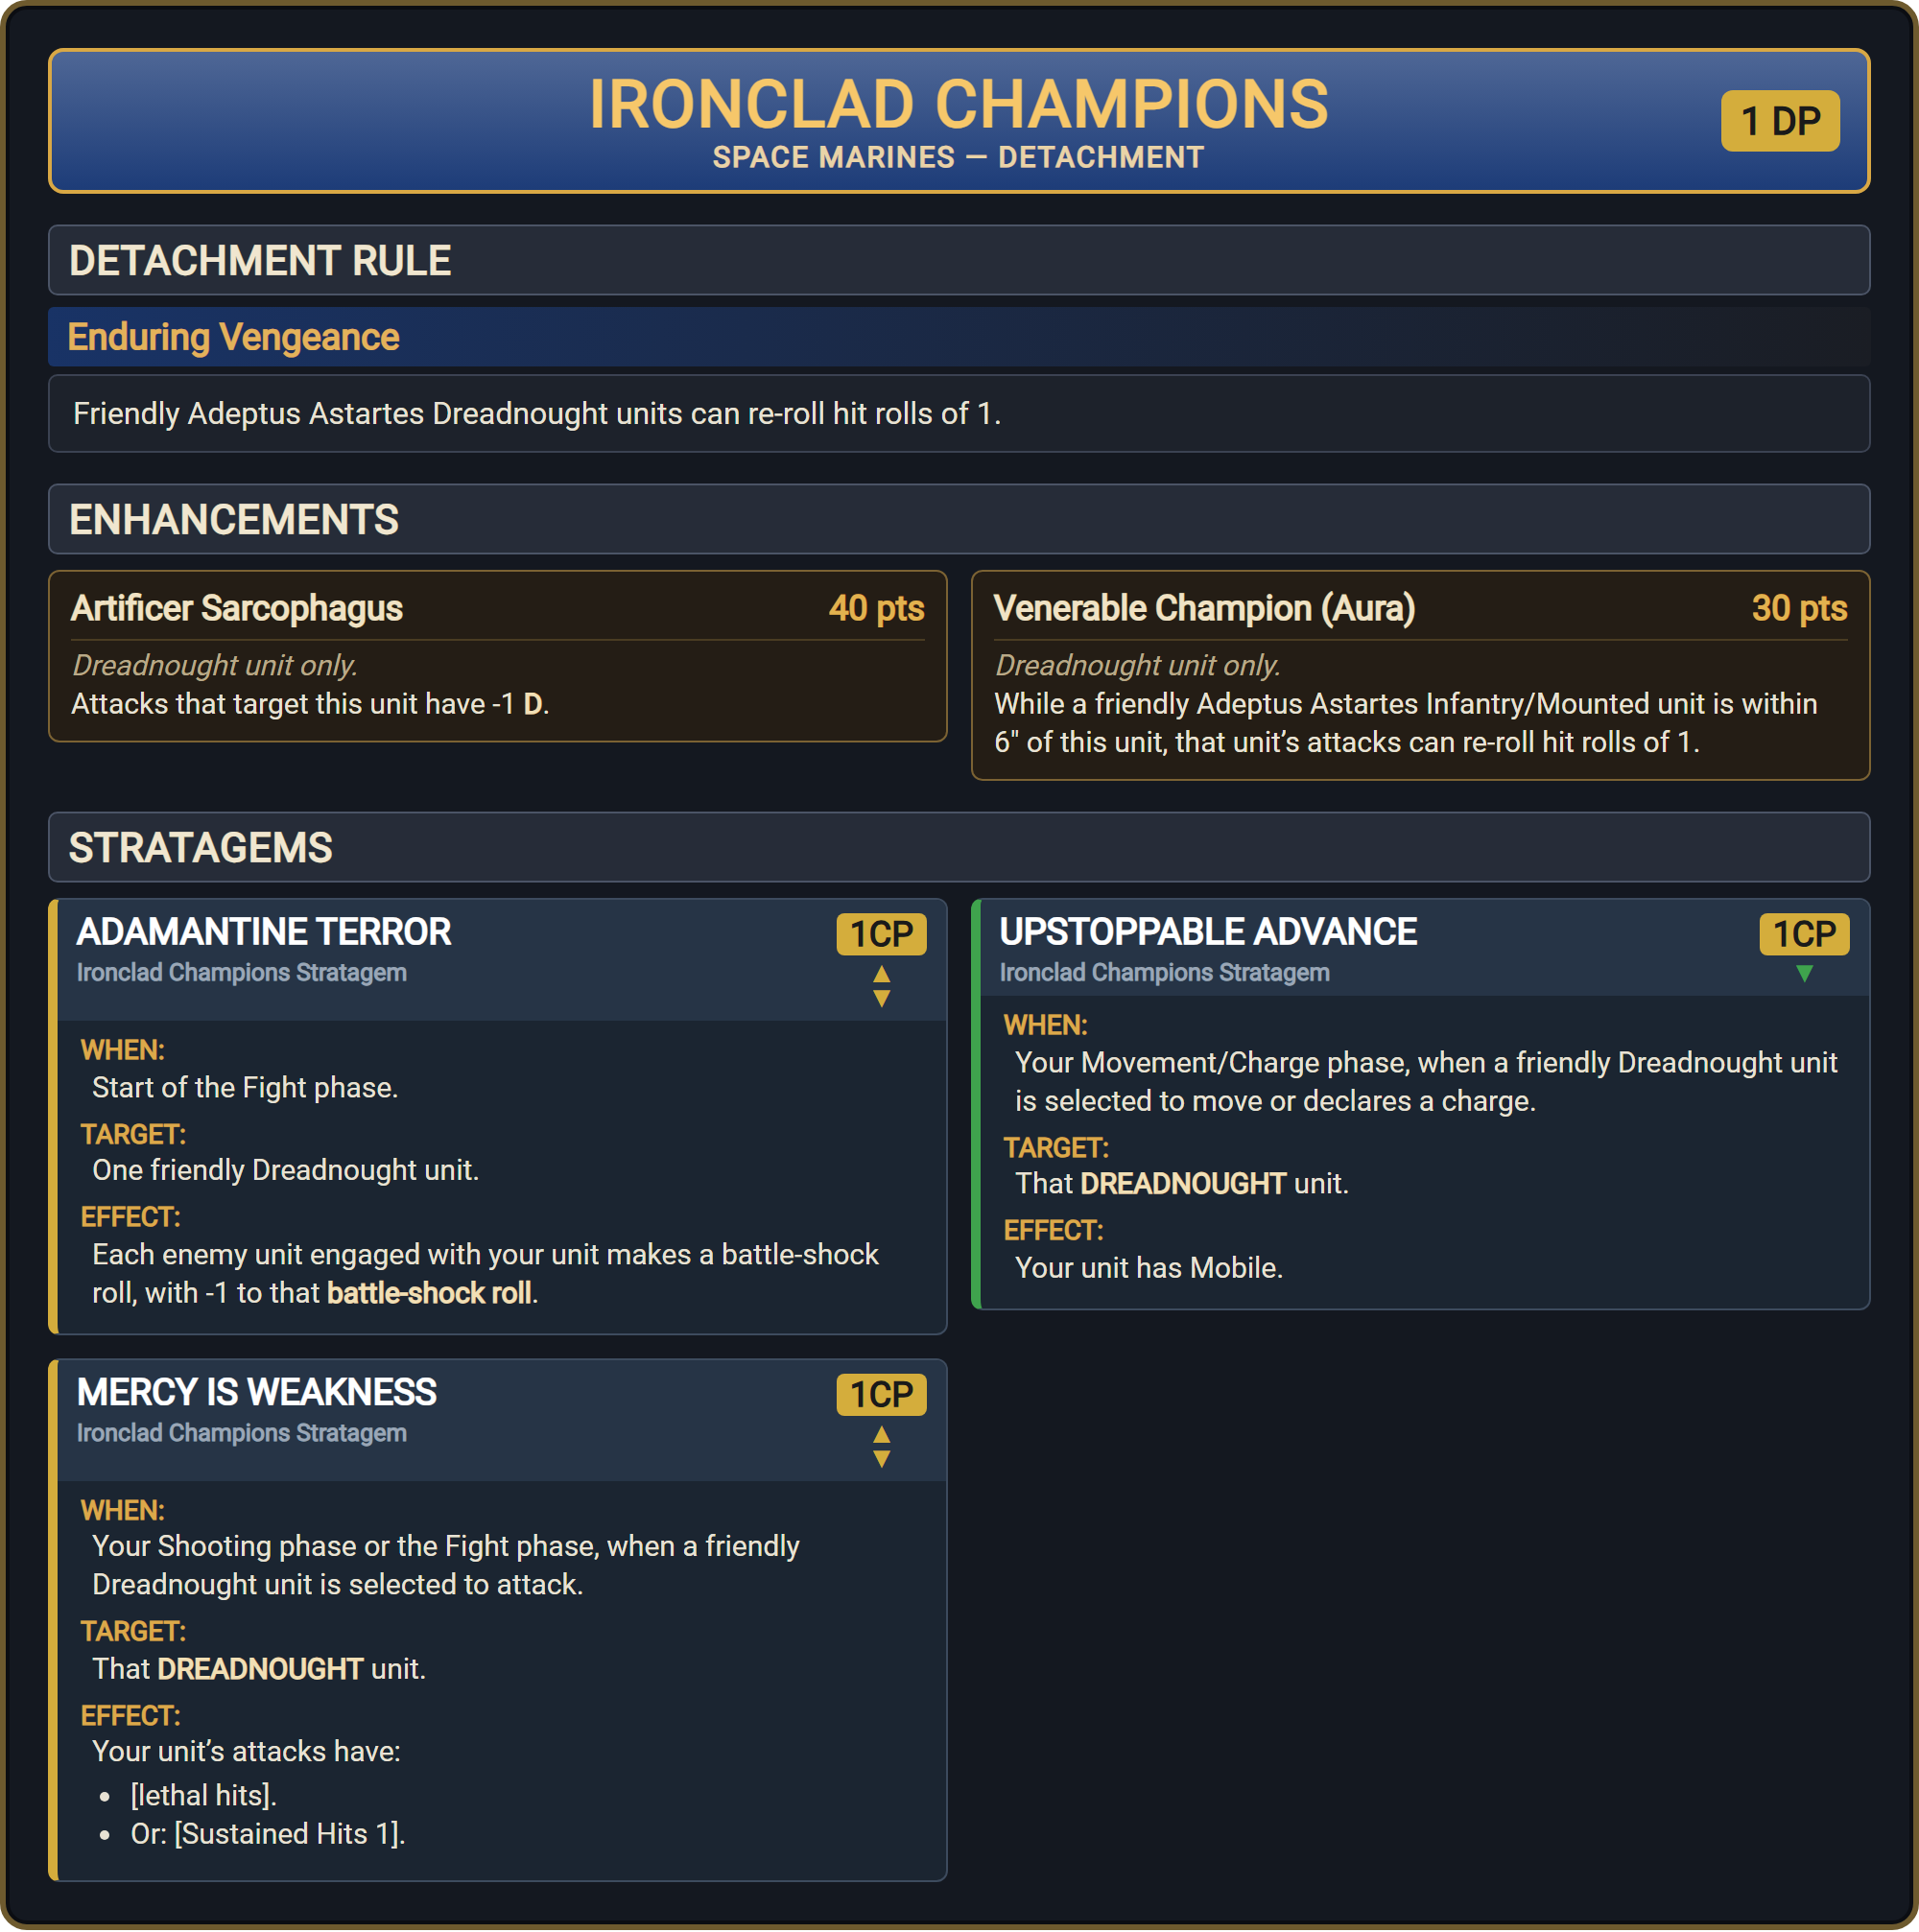 IRONCLAD CHAMPIONS
SPACE MARINES — DETACHMENT
1 DP
DETACHMENT RULE
Enduring Vengeance
Friendly Adeptus Astartes Dreadnought units can re-roll hit rolls of 1.
ENHANCEMENTS
Artificer Sarcophagus 40 pts
Dreadnought unit only.
Attacks that target this unit have -1 D.
Venerable Champion (Aura) 30 pts
Dreadnought unit only.
While a friendly Adeptus Astartes Infantry/Mounted unit is within
6" of this unit, that unit’s attacks can re-roll hit rolls of 1.
STRATAGEMS
ADAMANTINE TERROR 1CP
Ironclad Champions Stratagem
▲
▼
WHEN:
Start of the Fight phase.
TARGET:
One friendly Dreadnought unit.
EFFECT:
Each enemy unit engaged with your unit makes a battle-shock
roll, with -1 to that battle-shock roll.
UPSTOPPABLE ADVANCE 1CP
Ironclad Champions Stratagem
▼
WHEN:
Your Movement/Charge phase, when a friendly Dreadnought unit
is selected to move or declares a charge.
TARGET:
That DREADNOUGHT unit.
EFFECT:
Your unit has Mobile.
MERCY IS WEAKNESS 1CP
Ironclad Champions Stratagem
▲
▼
WHEN:
Your Shooting phase or the Fight phase, when a friendly
Dreadnought unit is selected to attack.
TARGET:
That DREADNOUGHT unit.
EFFECT:
Your unit’s attacks have:
• [lethal hits].
• Or: [Sustained Hits 1].